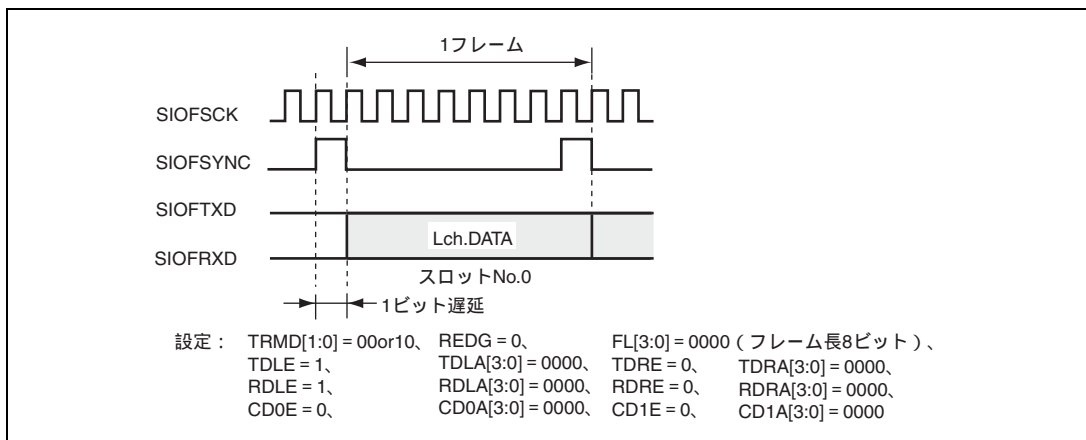 1フレーム
SIOFSCK
SIOFSYNC
SIOFTXD
Lch.DATA
SIOFRXD
スロットNo.0
1ビット遅延
設定： TRMD[1:0] = 00or10、 REDG = 0、 FL[3:0] = 0000（フレーム長8ビット）、
TDLE = 1、 TDLA[3:0] = 0000、 TDRE = 0、 TDRA[3:0] = 0000、
RDLE = 1、 RDLA[3:0] = 0000、 RDRE = 0、 RDRA[3:0] = 0000、
CD0E = 0、 CD0A[3:0] = 0000、 CD1E = 0、 CD1A[3:0] = 0000